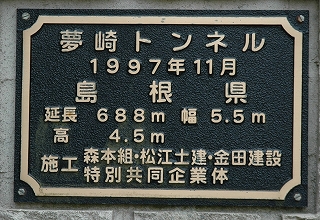 夢崎トンネル
1997年11月
島根県
延長 688m 幅 5.5m
高 4.5m
施工 森本組・松江土建・金田建設
特別共同企業体